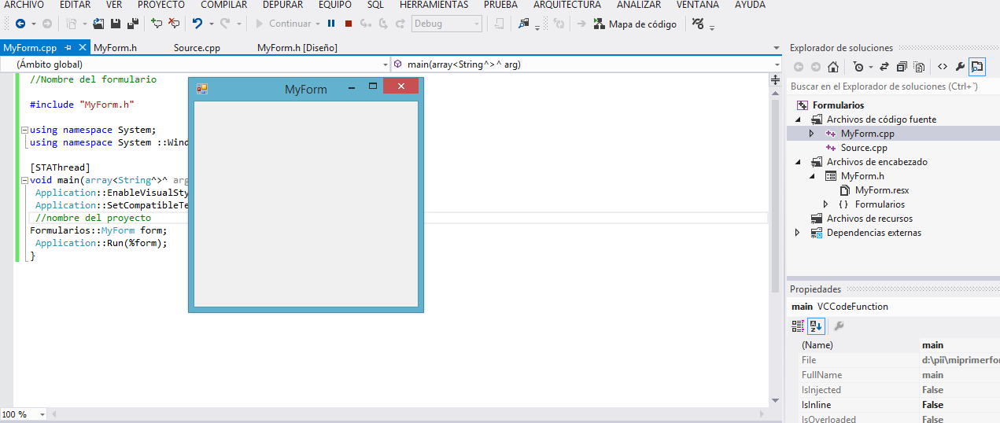 ARCHIVO EDITAR VER PROYECTO COMPILAR DEPURAR EQUIPO SQL HERRAMIENTAS PRUEBA ARQUITECTURA ANALIZAR VENTANA AYUDA
Continuar Debug Mapa de código
MyForm.cpp MyForm.h Source.cpp MyForm.h [Diseño]
(Ámbito global) main(array<String^>^ arg)
//Nombre del formulario
#include "MyForm.h"
using namespace System;
using namespace System ::Wind
[STAThread]
void main(array<String^>^ arg
Application::EnableVisualSty
Application::SetCompatibleTe
//nombre del proyecto
Formularios::MyForm form;
Application::Run(%form);
}
MyForm
100 %
Explorador de soluciones
Buscar en el Explorador de soluciones (Ctrl+¨)
Formularios
Archivos de código fuente
MyForm.cpp
Source.cpp
Archivos de encabezado
MyForm.h
MyForm.resx
{ } Formularios
Archivos de recursos
Dependencias externas
Propiedades
main VCCodeFunction
(Name) main
File d:\pii\miprimerfor
FullName main
IsInjected False
IsInline False
IsOverloaded False